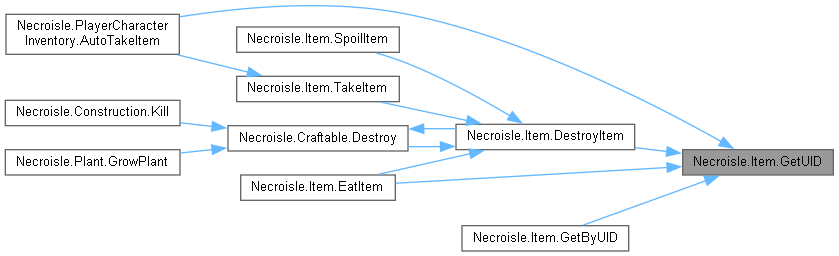 Necroisle.PlayerCharacter
Inventory.AutoTakeItem
Necroisle.Item.SpoilItem
Necroisle.Item.TakeItem
Necroisle.Construction.Kill
Necroisle.Craftable.Destroy
Necroisle.Item.DestroyItem
Necroisle.Plant.GrowPlant
Necroisle.Item.GetUID
Necroisle.Item.EatItem
Necroisle.Item.GetByUID